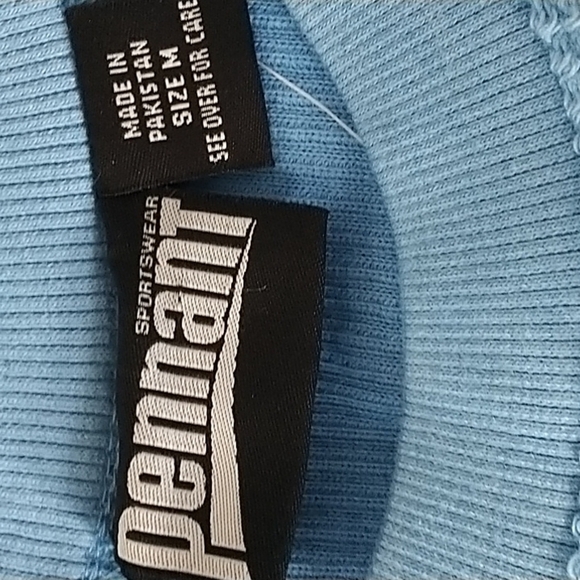 MADE IN
PAKISTAN
SIZE M
SEE OVER FOR CARE
SPORTSWEAR
pennanT